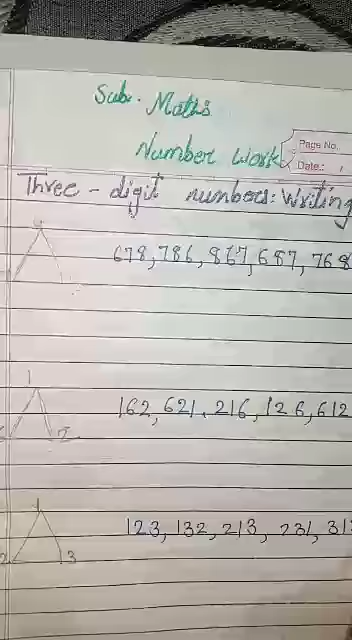 Sub. Maths
Number Work
Page No.
Date:
Three - digit numbers: Writing
678, 786, 867, 687, 768
1
162, 621, 216, 126, 612
2
1
123, 132, 213, 231, 31
2 3